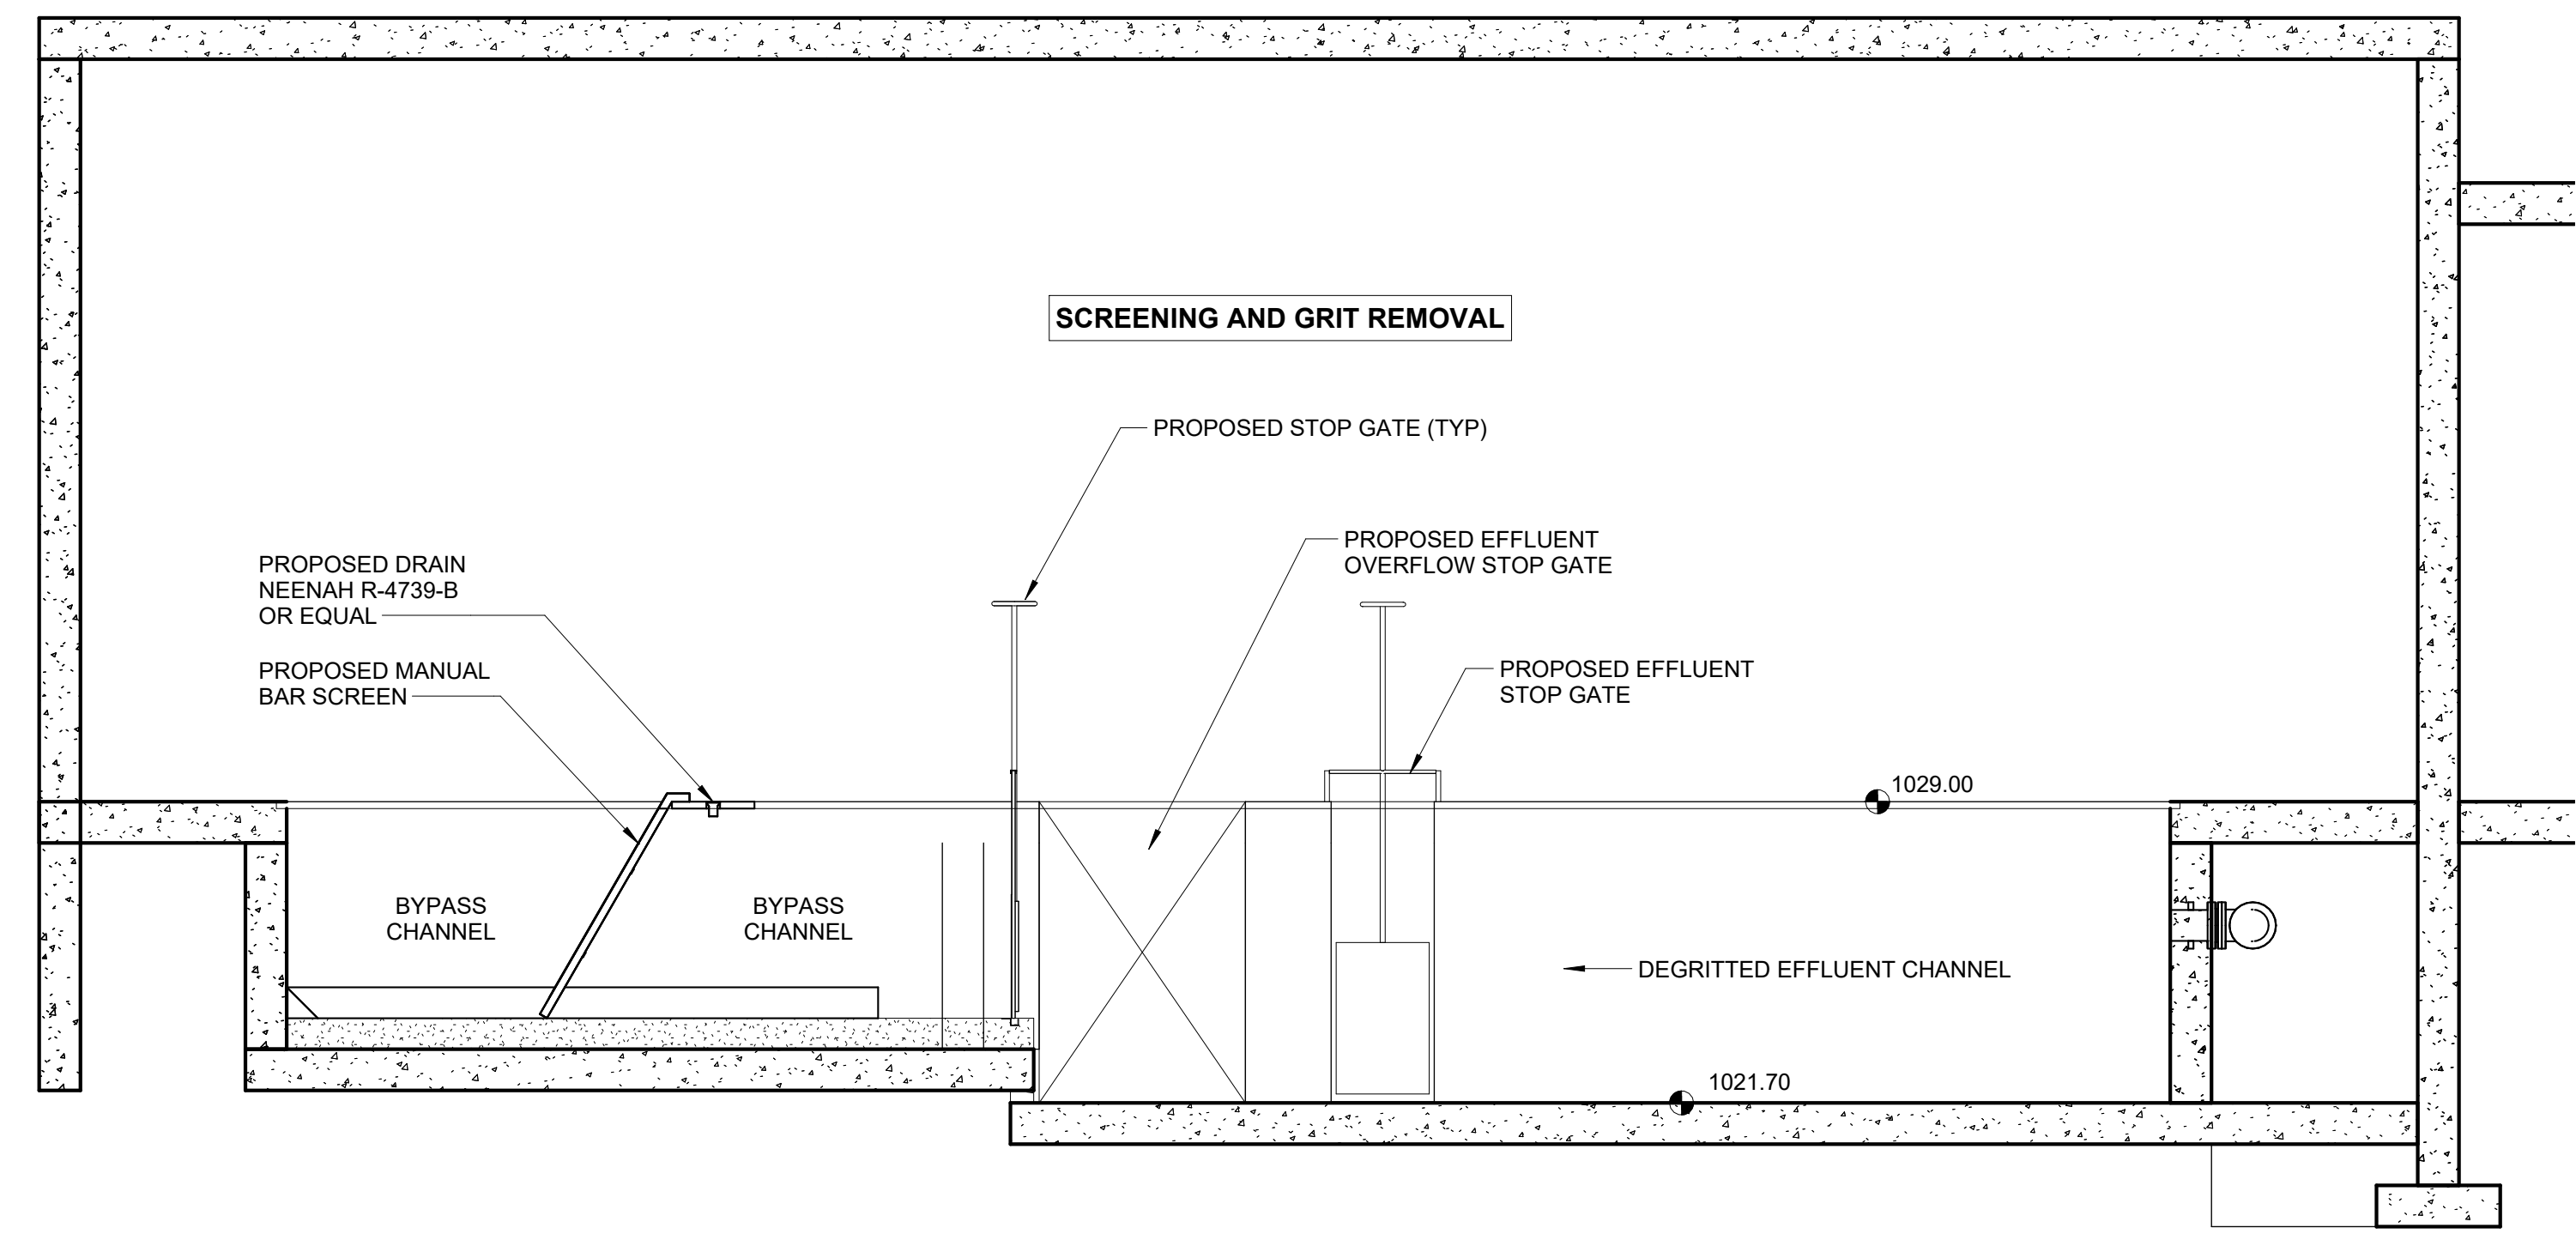 SCREENING AND GRIT REMOVAL
PROPOSED STOP GATE (TYP)
PROPOSED EFFLUENT
OVERFLOW STOP GATE
PROPOSED DRAIN
NEENAH R-4739-B
OR EQUAL
PROPOSED MANUAL
BAR SCREEN
PROPOSED EFFLUENT
STOP GATE
1029.00
BYPASS
CHANNEL
BYPASS
CHANNEL
DEGRITTED EFFLUENT CHANNEL
1021.70